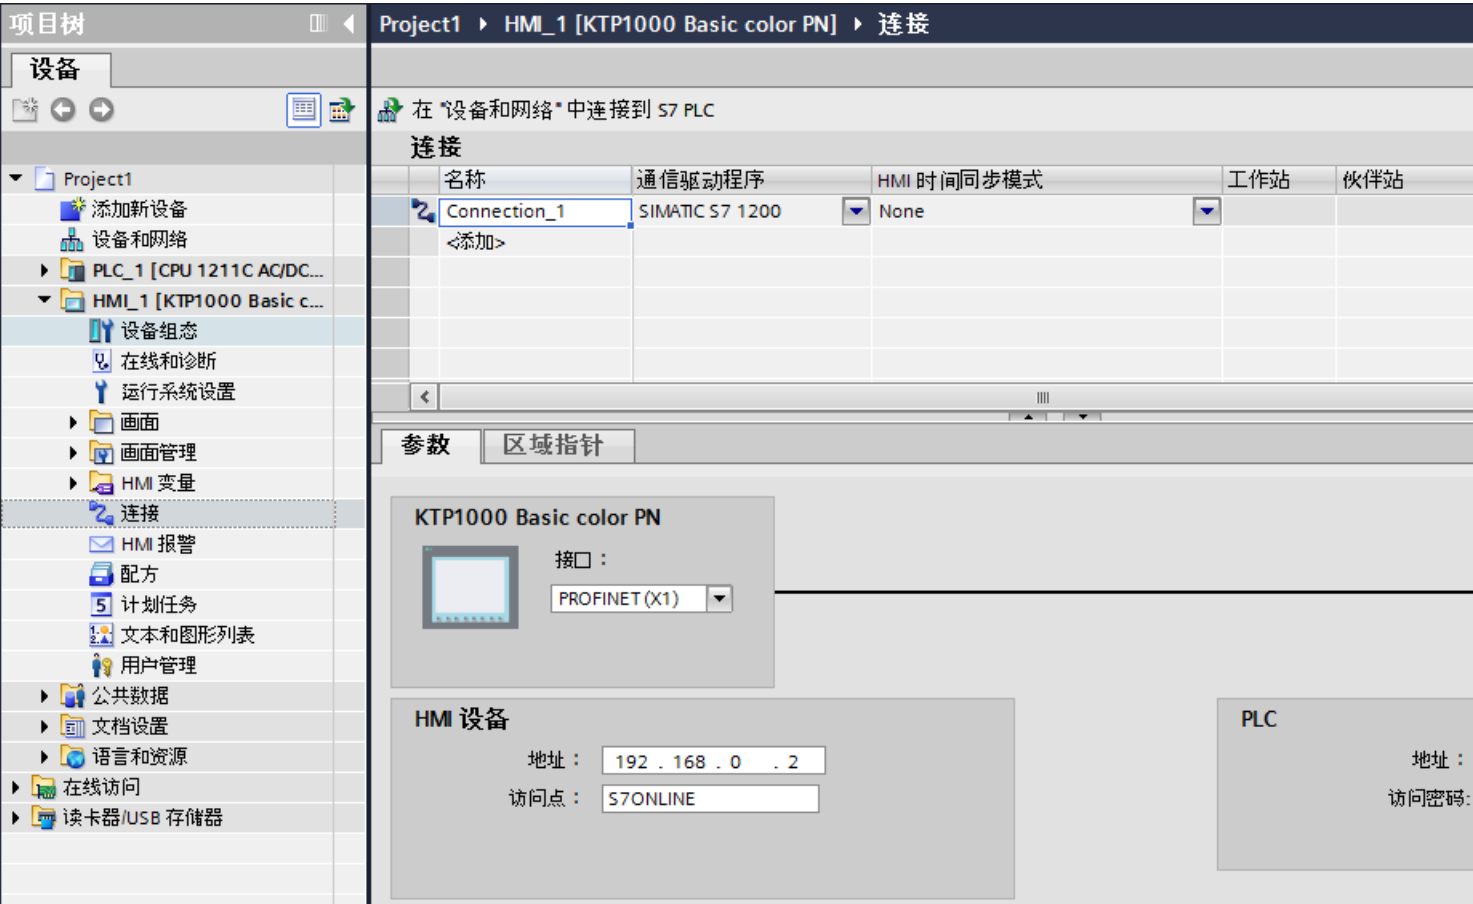 项目树
设备
Project1
添加新设备
设备和网络
PLC_1 [CPU 1211C AC/DC...
HMI_1 [KTP1000 Basic c...
设备组态
在线和诊断
运行系统设置
画面
画面管理
HMI 变量
连接
HMI 报警
配方
计划任务
文本和图形列表
用户管理
公共数据
文档设置
语言和资源
在线访问
读卡器/USB 存储器
Project1 HMI_1 [KTP1000 Basic color PN] 连接
在 "设备和网络" 中连接到 S7 PLC
连接
名称 通信驱动程序 HMI 时间同步模式 工作站 伙伴站
Connection_1 SIMATIC S7 1200 None
<添加>
参数 区域指针
KTP1000 Basic color PN
接口：
PROFINET (X1)
HMI 设备 PLC
地址： 192 . 168 . 0 . 2 地址：
访问点： S7ONLINE 访问密码: